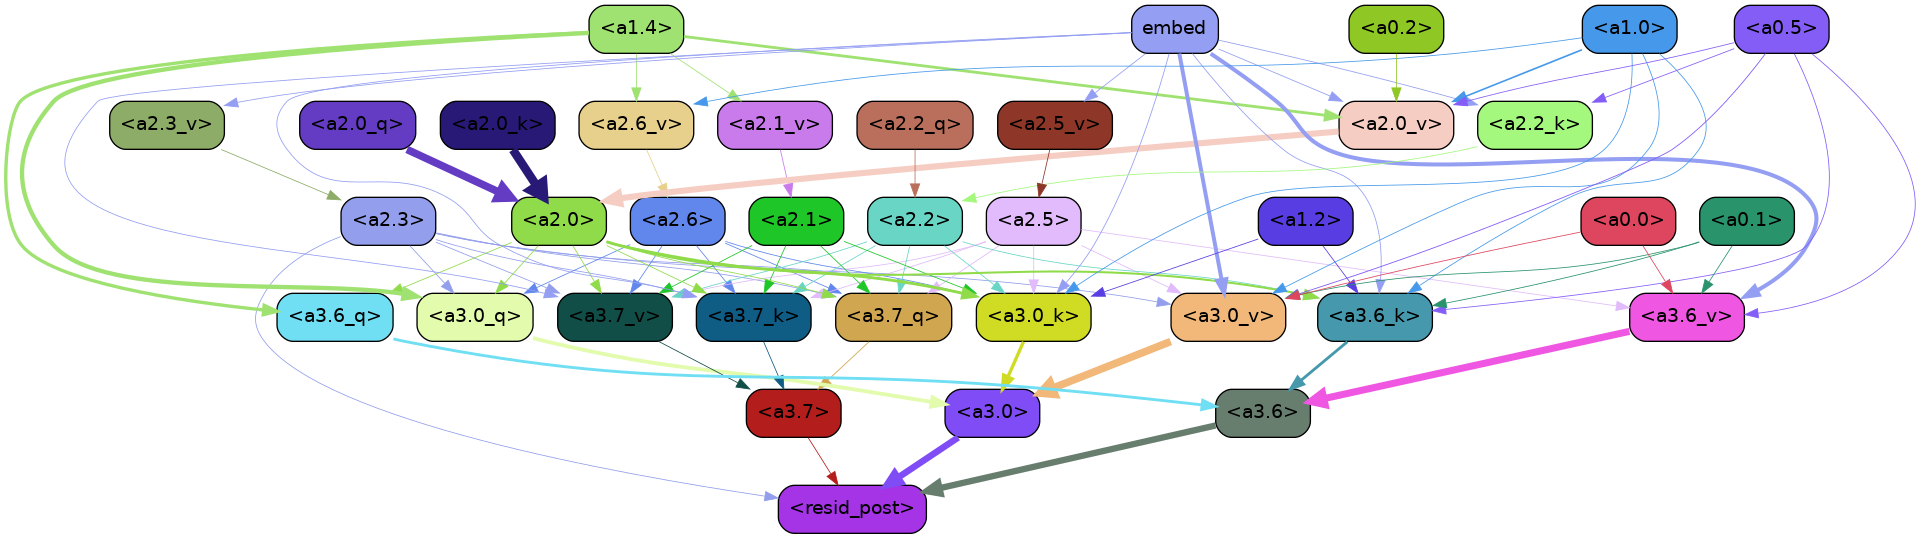 <a1.4> embed <a0.2> <a1.0> <a0.5>
<a2.3_v> <a2.0_q> <a2.0_k> <a2.6_v> <a2.1_v> <a2.2_q> <a2.5_v> <a2.0_v> <a2.2_k>
<a2.3> <a2.0> <a2.6> <a2.1> <a2.2> <a2.5> <a1.2> <a0.0> <a0.1>
<a3.6_q> <a3.0_q> <a3.7_v> <a3.7_k> <a3.7_q> <a3.0_k> <a3.0_v> <a3.6_k> <a3.6_v>
<a3.7> <a3.0> <a3.6>
<resid_post>